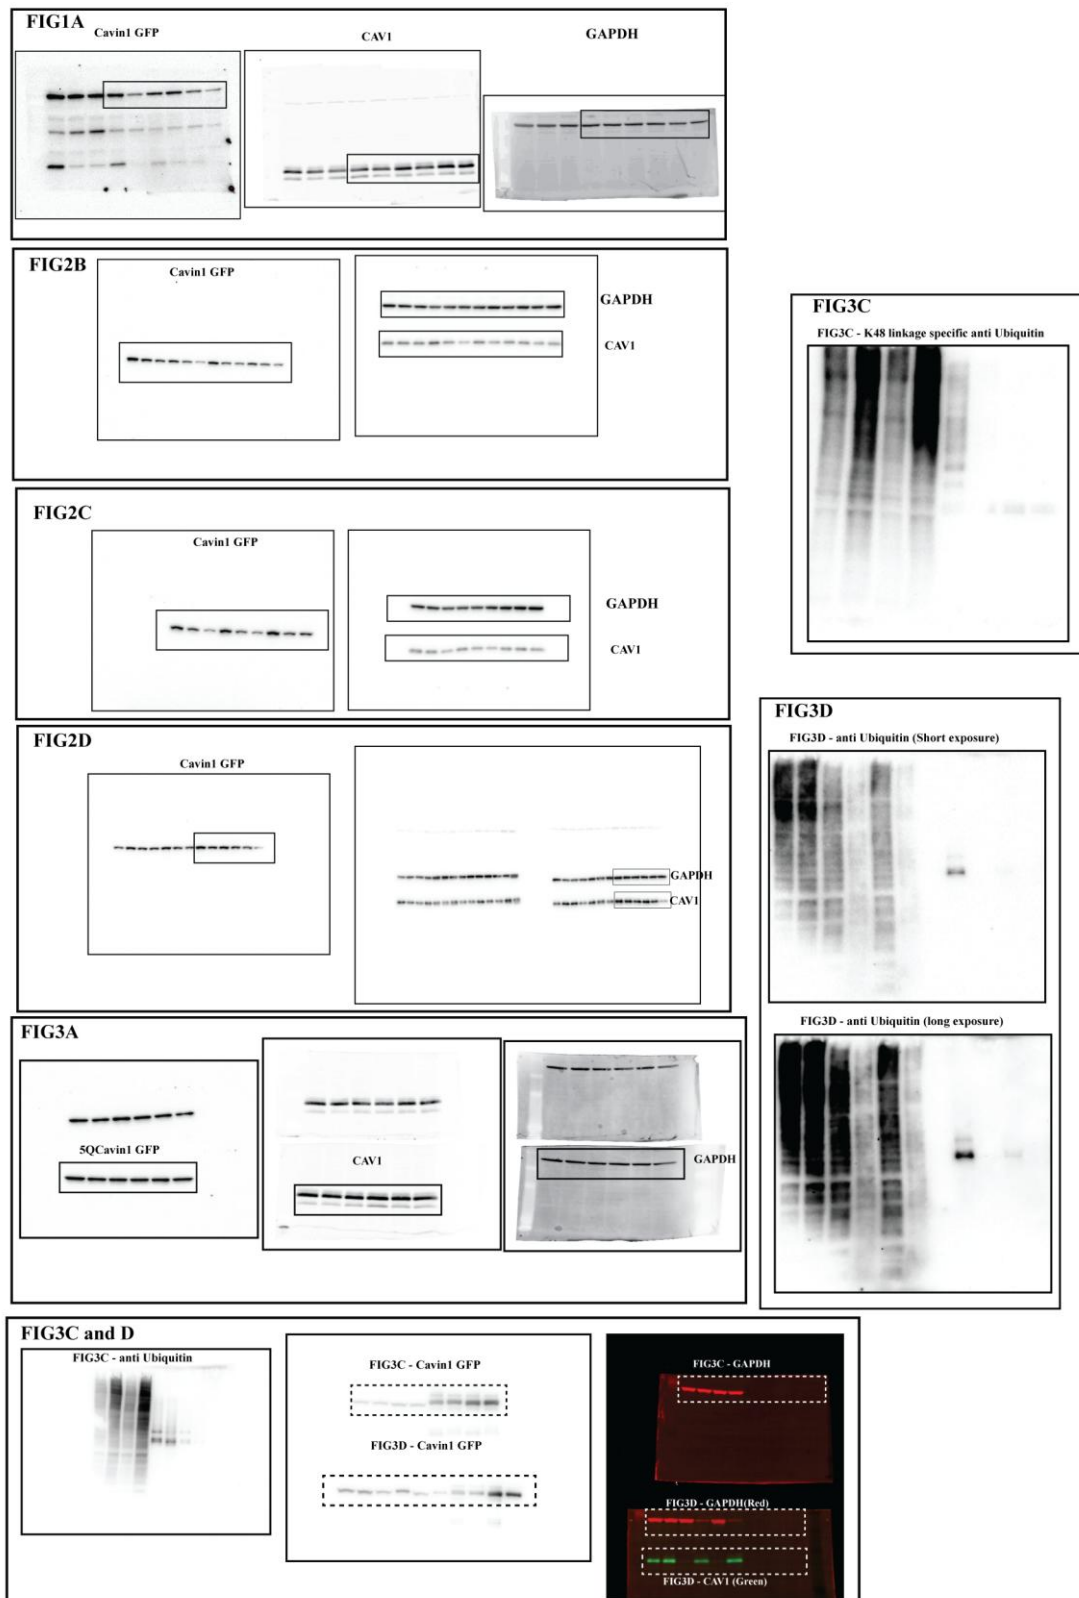 FIG1A
Cavin1 GFP
CAV1
GAPDH
FIG2B
Cavin1 GFP
GAPDH
CAV1
FIG3C
FIG3C - K48 linkage specific anti Ubiquitin
FIG2C
Cavin1 GFP
GAPDH
CAV1
FIG2D
Cavin1 GFP
GAPDH
CAV1
FIG3D
FIG3D - anti Ubiquitin (Short exposure)
FIG3D - anti Ubiquitin (long exposure)
FIG3A
5QCavin1 GFP
CAV1
GAPDH
FIG3C and D
FIG3C - anti Ubiquitin
FIG3C - Cavin1 GFP
FIG3D - Cavin1 GFP
FIG3C - GAPDH
FIG3D - GAPDH(Red)
FIG3D - CAV1 (Green)